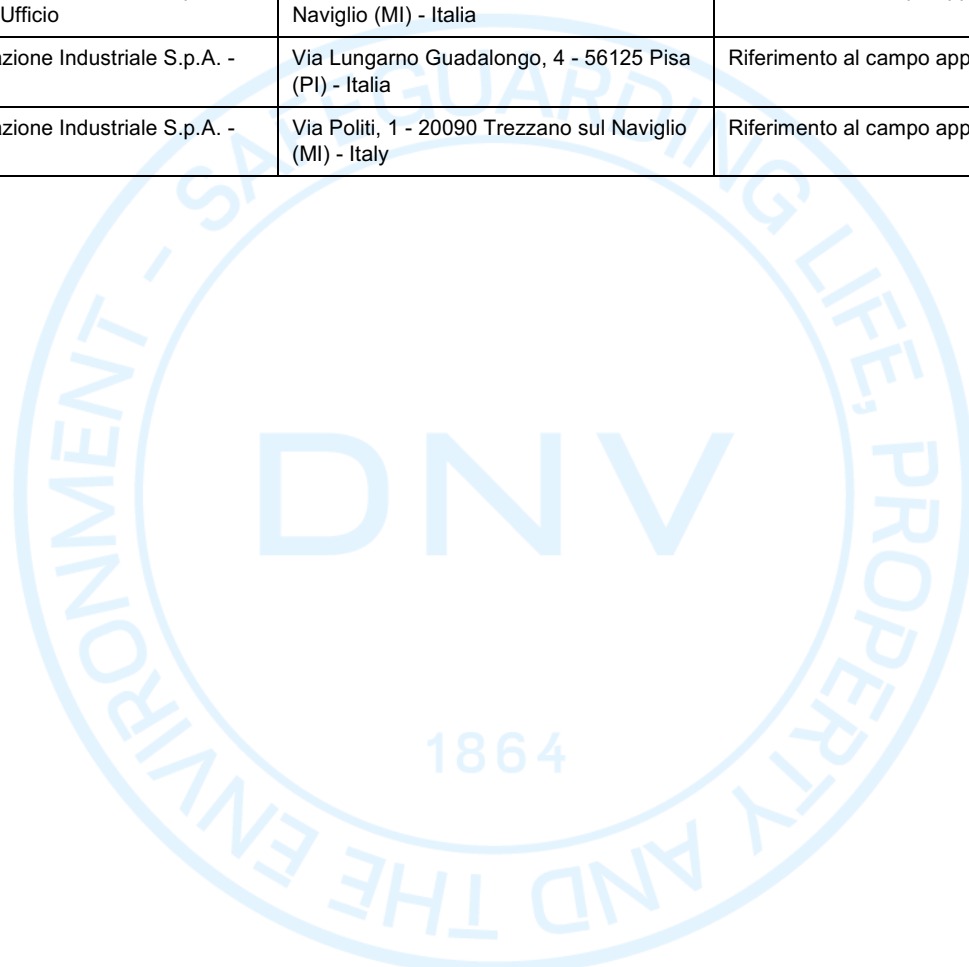 Ufficio
Naviglio (MI) - Italia
azione Industriale S.p.A. -
Via Lungarno Guadalongo, 4 - 56125 Pisa
(PI) - Italia
Riferimento al campo app
azione Industriale S.p.A. -
Via Politi, 1 - 20090 Trezzano sul Naviglio
(MI) - Italy
Riferimento al campo app
SAFEGUARDING LIFE, PROPERTY AND THE ENVIRONMENT -
DNV
1864